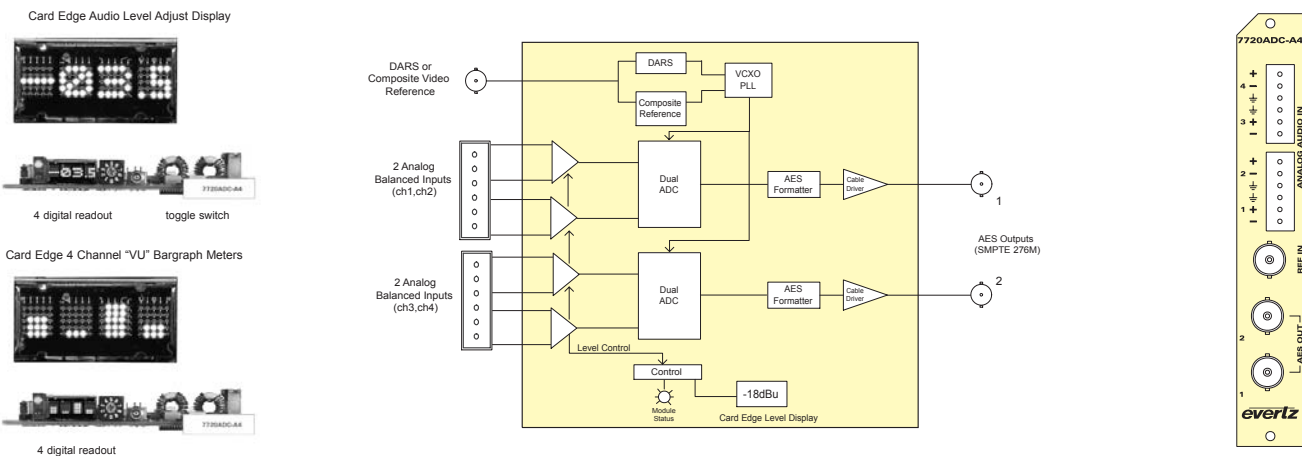 Card Edge Audio Level Adjust Display
-03.5
7720ADC-A4
4 digital readout
toggle switch
Card Edge 4 Channel “VU” Bargraph Meters
7720ADC-A4
4 digital readout
DARS or
Composite Video
Reference
DARS
Composite
Reference
VCXO
PLL
2 Analog
Balanced Inputs
(ch1,ch2)
Dual
ADC
AES
Formatter
Cable
Driver
1
AES Outputs
(SMPTE 276M)
2 Analog
Balanced Inputs
(ch3,ch4)
Dual
ADC
AES
Formatter
Cable
Driver
2
Level Control
Control
Module
Status
-18dBu
Card Edge Level Display
7720ADC-A4
+
4 -
3 +
-
+
2 -
1 +
-
ANALOG AUDIO IN
REF IN
2
AES OUT
1
evertz